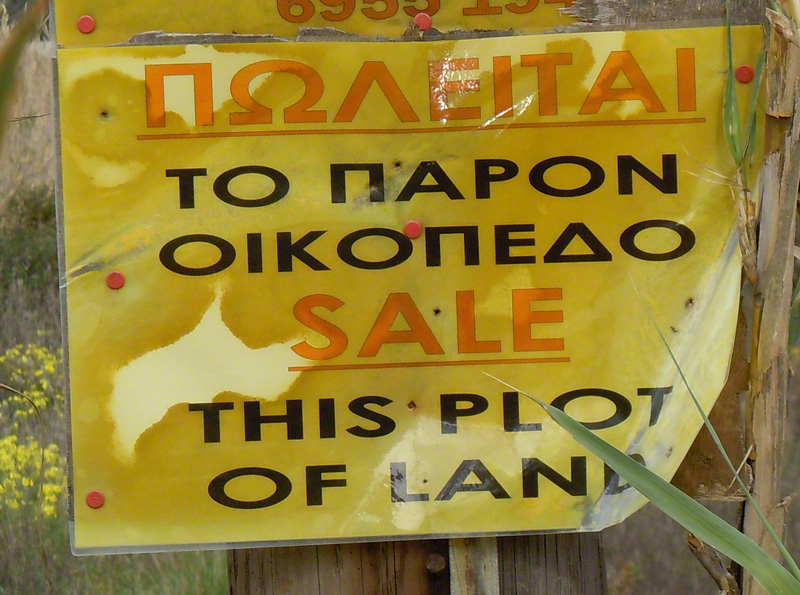 ΠΩΛΕΙΤΑΙ
ΤΟ ΠΑΡΟΝ
ΟΙΚΟΠΕΔΟ
SALE
THIS PLOT
OF LAND